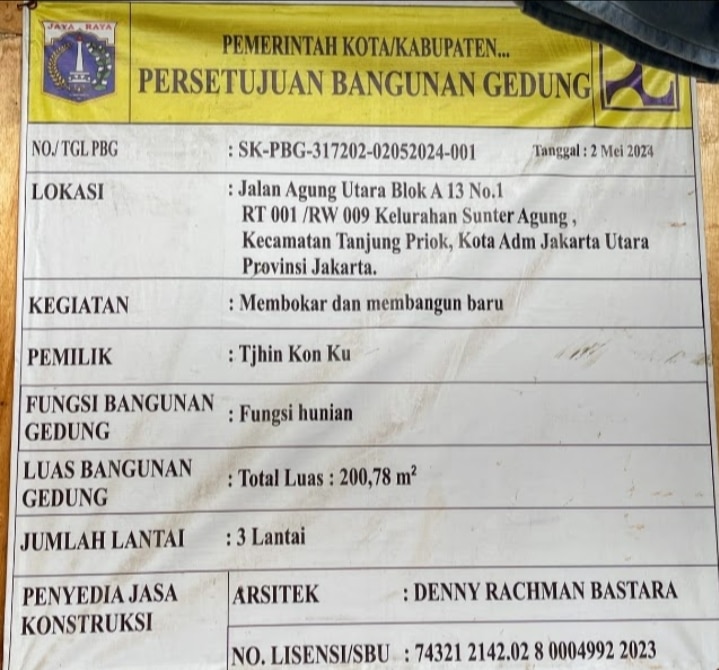 JAYA RAYA
PEMERINTAH KOTA/KABUPATEN...
PERSETUJUAN BANGUNAN GEDUNG
NO./ TGL PBG : SK-PBG-317202-02052024-001 Tanggal : 2 Mei 2024
LOKASI : Jalan Agung Utara Blok A 13 No.1
RT 001 /RW 009 Kelurahan Sunter Agung ,
Kecamatan Tanjung Priok, Kota Adm Jakarta Utara
Provinsi Jakarta.
KEGIATAN : Membokar dan membangun baru
PEMILIK : Tjhin Kon Ku
FUNGSI BANGUNAN GEDUNG : Fungsi hunian
LUAS BANGUNAN GEDUNG : Total Luas : 200,78 m²
JUMLAH LANTAI : 3 Lantai
PENYEDIA JASA KONSTRUKSI
ARSITEK : DENNY RACHMAN BASTARA
NO. LISENSI/SBU : 74321 2142.02 8 0004992 2023